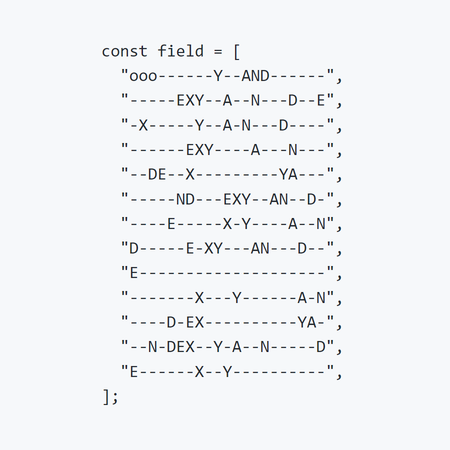 const field = [
"ooo------Y--AND------",
"-----EXY--A--N---D--E",
"-X-----Y--A-N---D----",
"------EXY----A---N---",
"--DE--X---------YA---",
"-----ND---EXY--AN--D-",
"----E-----X-Y----A--N",
"D-----E-XY---AN---D--",
"E--------------------",
"-------X---Y------A-N",
"----D-EX----------YA-",
"--N-DEX--Y-A--N-----D",
"E------X--Y----------",
];